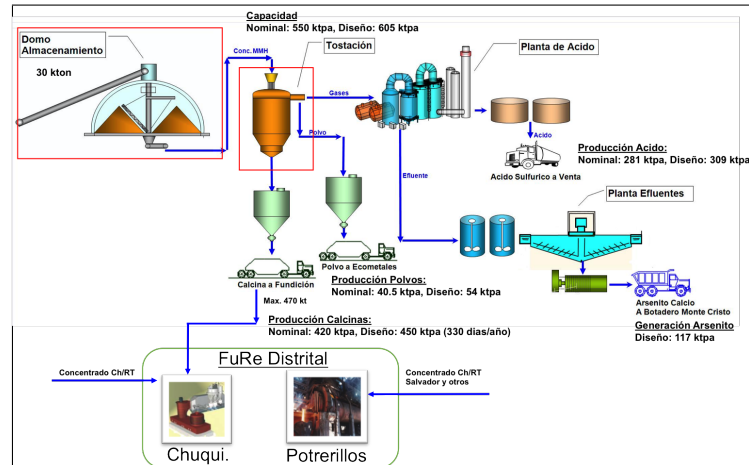 Capacidad
Nominal: 550 ktpa, Diseño: 605 ktpa
Domo
Almacenamiento
30 kton
Conc. MMH
Tostación
Planta de Acido
Gases
Polvo
Acido
Producción Acido:
Nominal: 281 ktpa, Diseño: 309 ktpa
Acido Sulfurico a Venta
Efluente
Planta Efluentes
Calcina a Fundición
Max. 470 kt
Polvo a Ecometales
Producción Polvos:
Nominal: 40.5 ktpa, Diseño: 54 ktpa
Arsenito Calcio
A Botadero Monte Cristo
Generación Arsenito
Diseño: 117 ktpa
Producción Calcinas:
Nominal: 420 ktpa, Diseño: 450 ktpa (330 dias/año)
FuRe Distrital
Concentrado Ch/RT
Concentrado Ch/RT
Salvador y otros
Chuqui.
Potrerillos